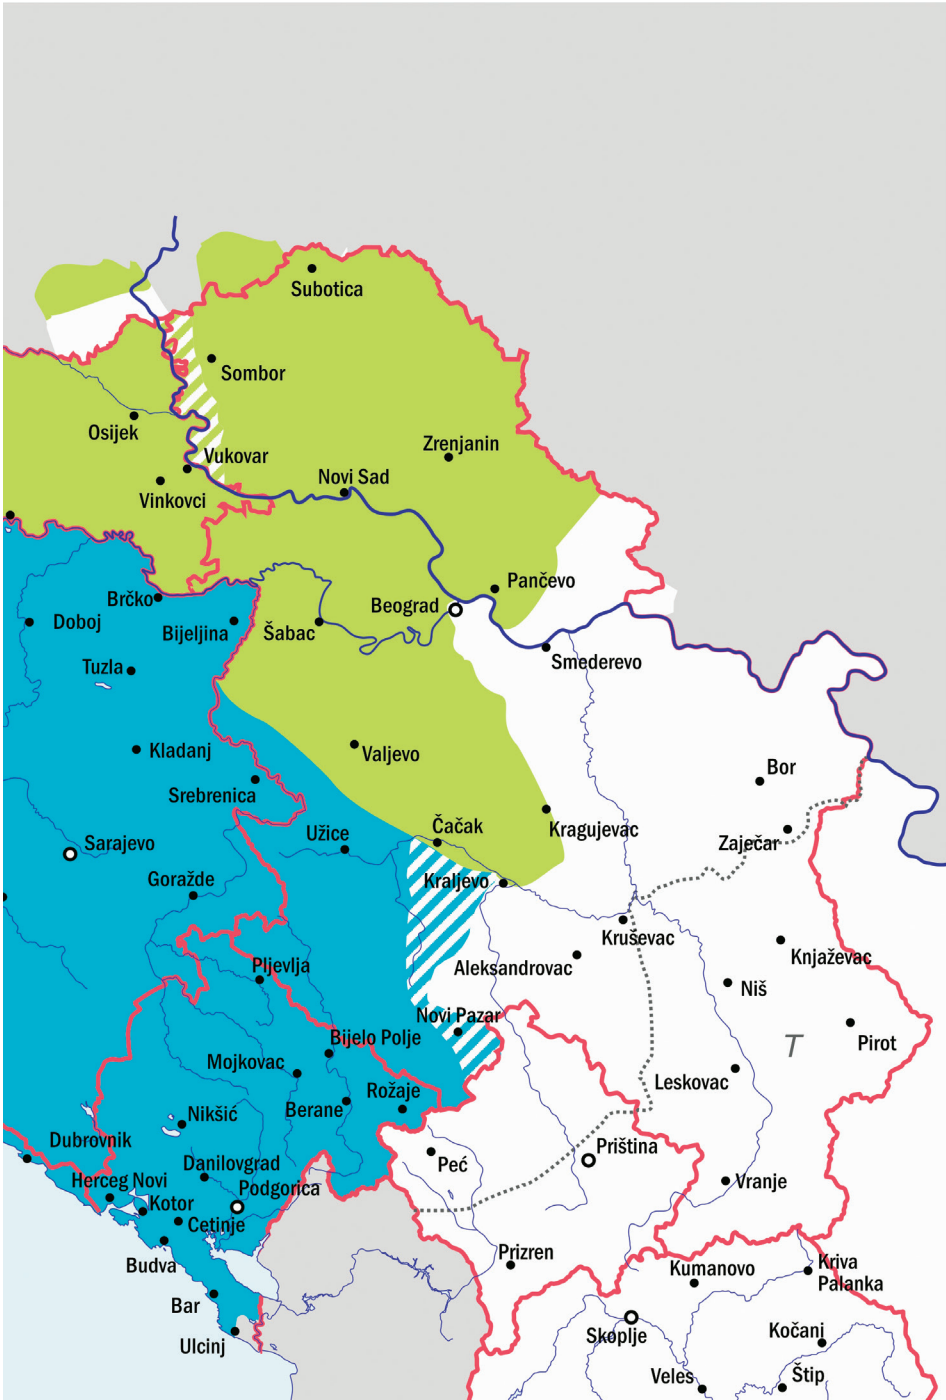 Subotica
Sombor
Osijek
Zrenjanin
Vukovar
Novi Sad
Vinkovci
Pančevo
Brčko
Beograd
Doboj
Bijeljina
Šabac
Smederevo
Tuzla
Kladanj
Valjevo
Bor
Srebrenica
Užice
Čačak
Kragujevac
Zaječar
Sarajevo
Goražde
Kraljevo
Kruševac
Knjaževac
Aleksandrovac
Pljevlja
Niš
Novi Pazar
Bijelo Polje
T
Pirot
Mojkovac
Leskovac
Rožaje
Berane
Nikšić
Dubrovnik
Priština
Danilovgrad
Peć
Herceg Novi
Podgorica
Vranje
Kotor
Cetinje
Budva
Prizren
Kumanovo
Kriva
Palanka
Bar
Skoplje
Kočani
Ulcinj
Veles
Štip